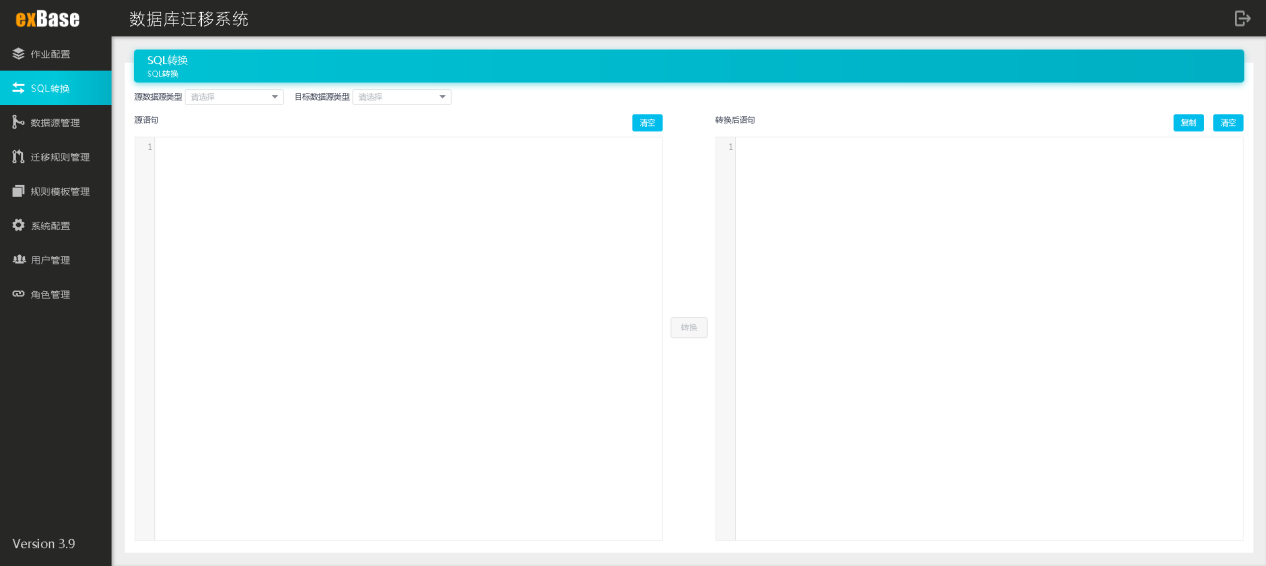 exBase
数据库迁移系统
作业配置
SQL转换
数据源管理
迁移规则管理
规则模板管理
系统配置
用户管理
角色管理
Version 3.9
SQL转换
SQL转换
源数据源类型 请选择 目标数据源类型 请选择
源语句 清空 转换后语句 复制 清空
1 1
转换